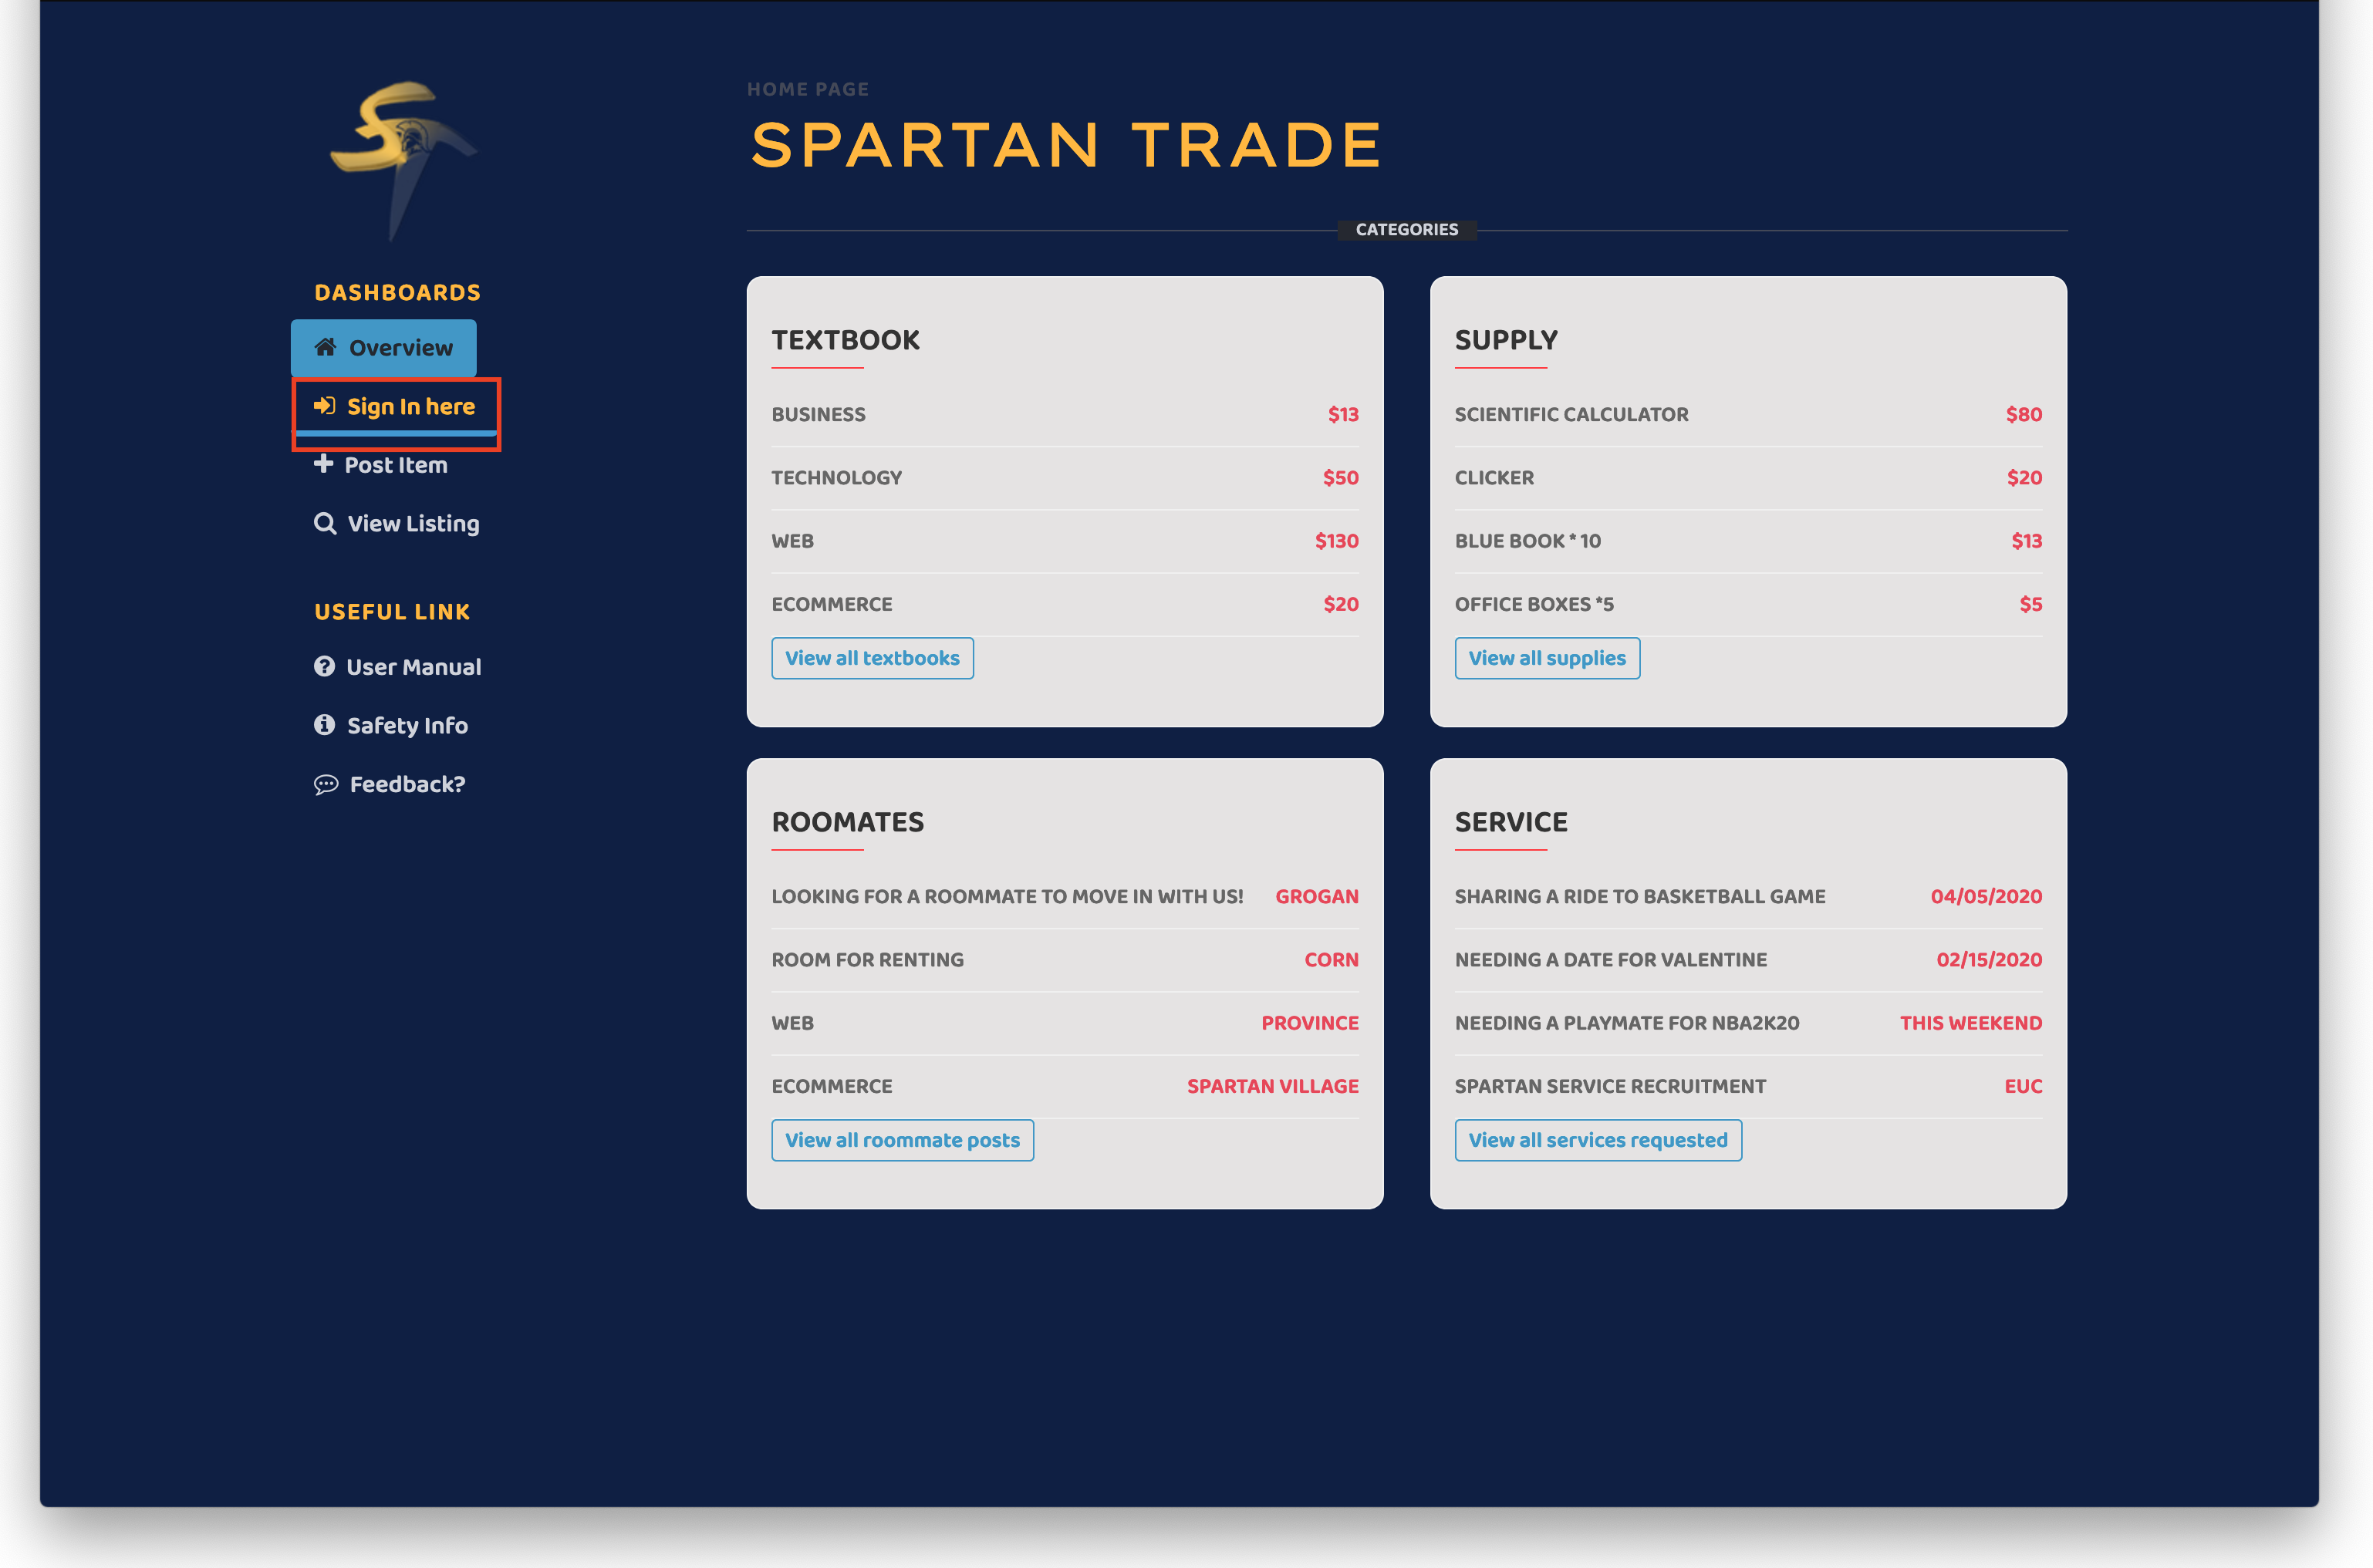 HOME PAGE
SPARTAN TRADE
CATEGORIES
DASHBOARDS
Overview
Sign In here
Post Item
View Listing
USEFUL LINK
User Manual
Safety Info
Feedback?
TEXTBOOK
BUSINESS $13
TECHNOLOGY $50
WEB $130
ECOMMERCE $20
View all textbooks
SUPPLY
SCIENTIFIC CALCULATOR $80
CLICKER $20
BLUE BOOK * 10 $13
OFFICE BOXES *5 $5
View all supplies
ROOMATES
LOOKING FOR A ROOMMATE TO MOVE IN WITH US! GROGAN
ROOM FOR RENTING CORN
WEB PROVINCE
ECOMMERCE SPARTAN VILLAGE
View all roommate posts
SERVICE
SHARING A RIDE TO BASKETBALL GAME 04/05/2020
NEEDING A DATE FOR VALENTINE 02/15/2020
NEEDING A PLAYMATE FOR NBA2K20 THIS WEEKEND
SPARTAN SERVICE RECRUITMENT EUC
View all services requested